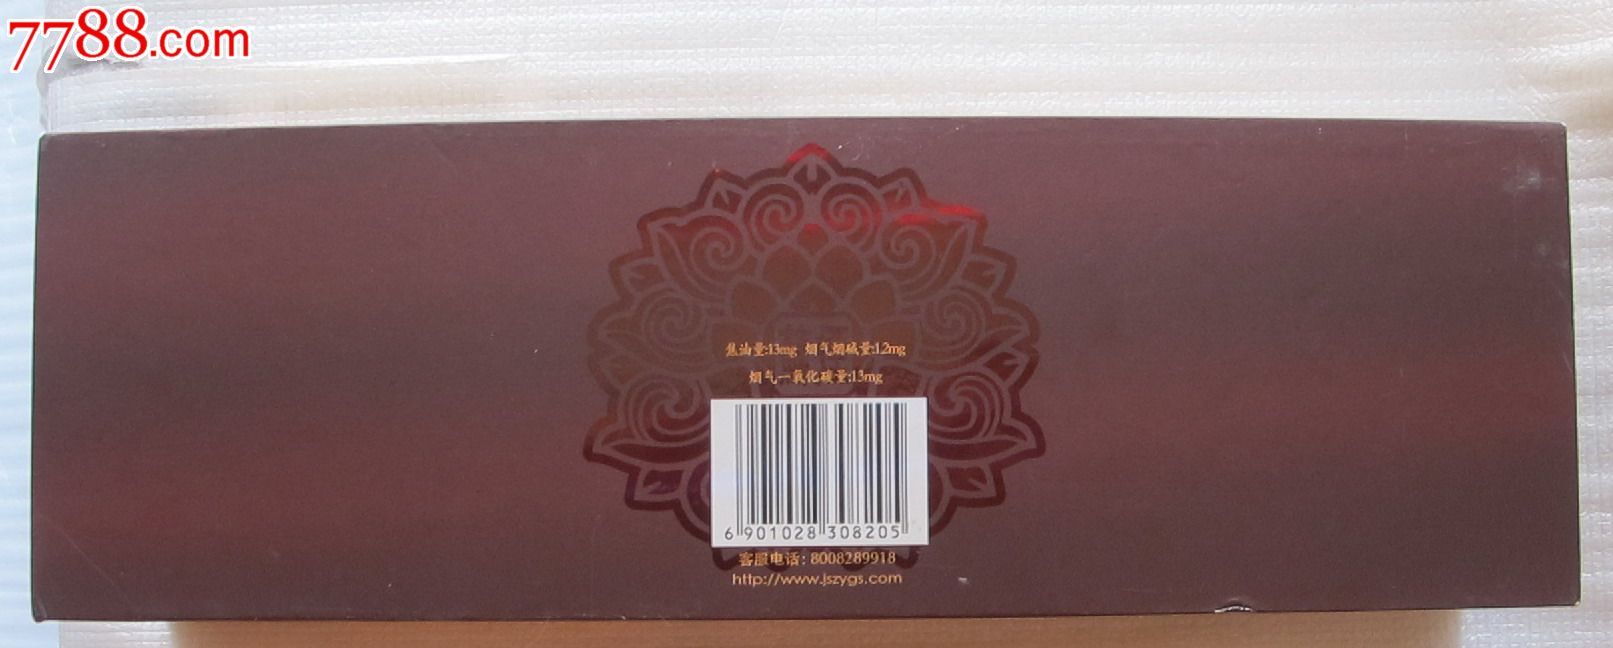 7788.com
焦油量:13mg 烟气烟碱量:1.2mg
烟气一氧化碳量:13mg
6 901028 308205
客服电话: 8008289918
http://www.jszygs.com